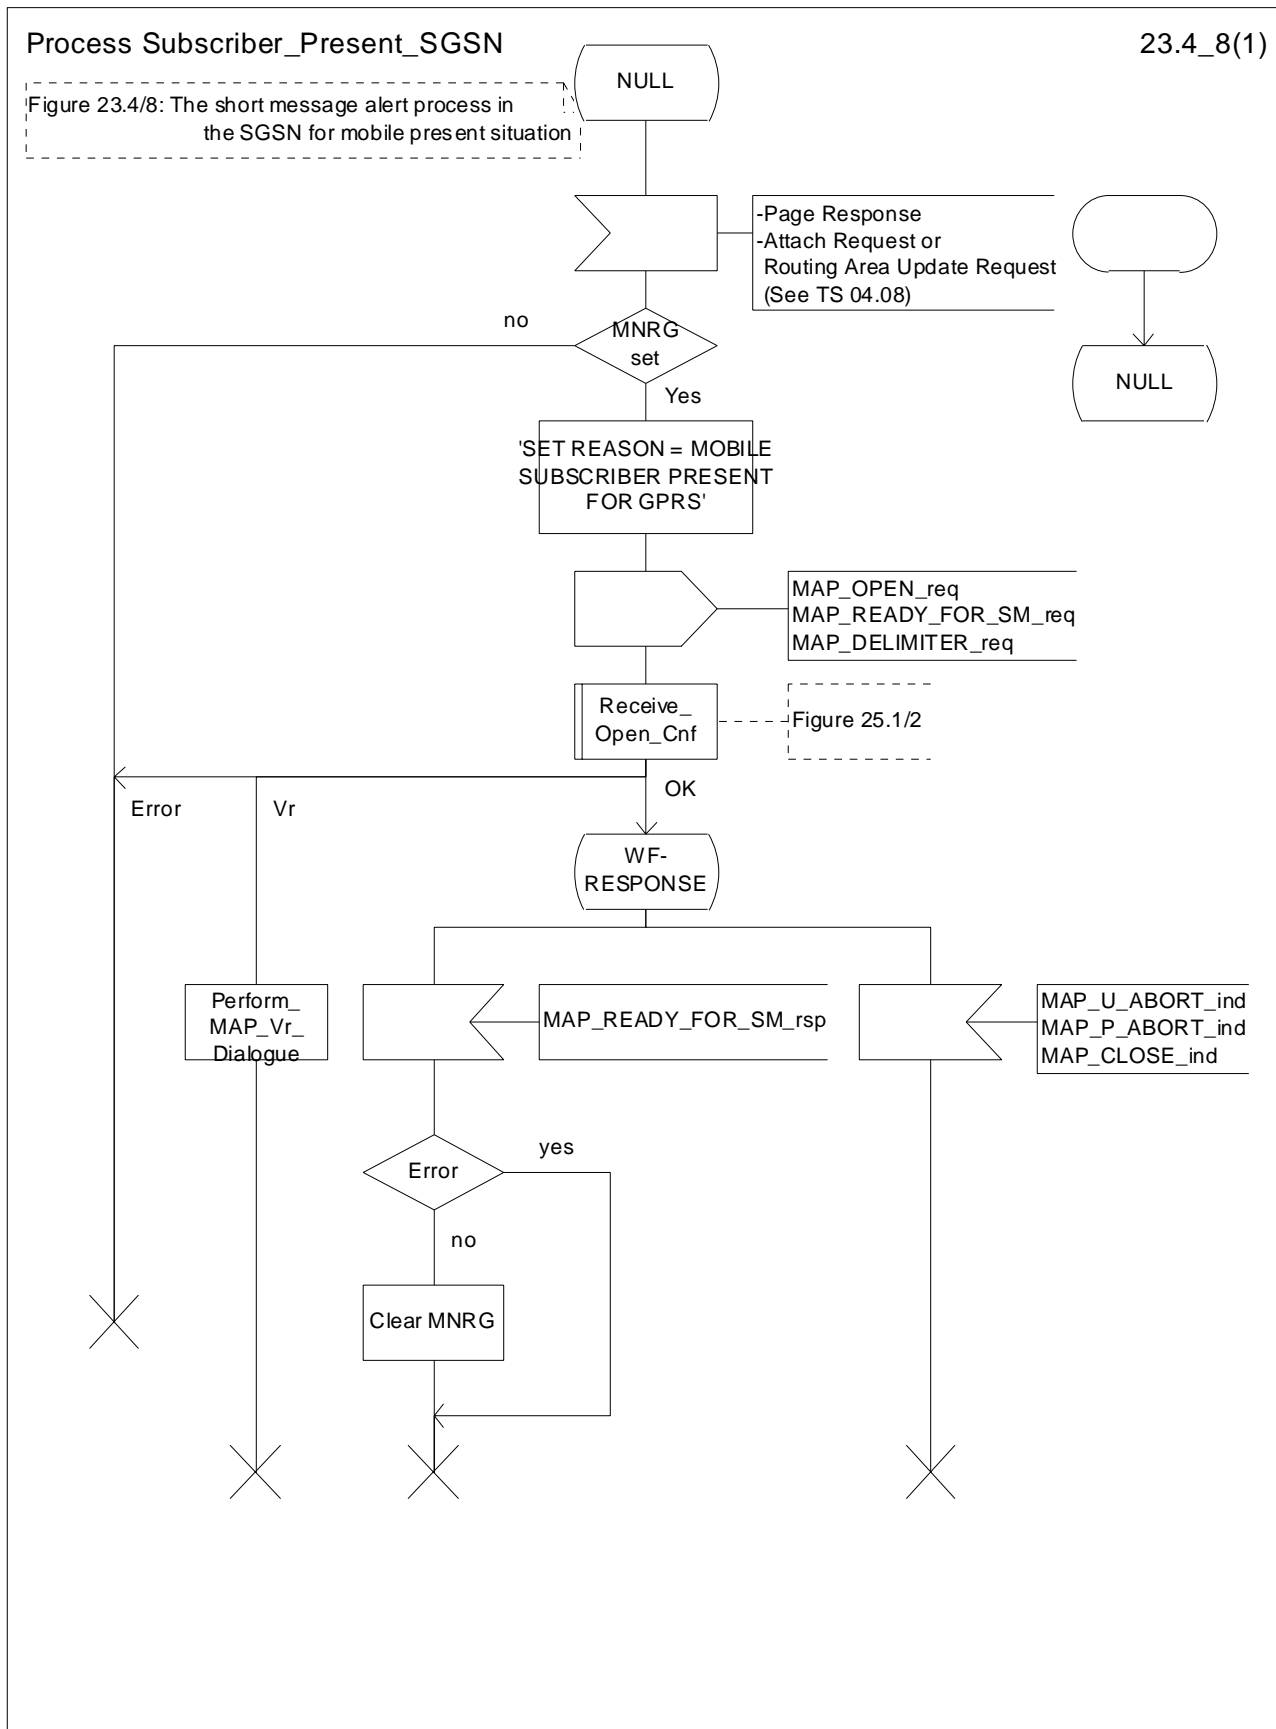 Process Subscriber_Present_SGSN
23.4_8(1)
Figure 23.4/8: The short message alert process in
the SGSN for mobile present situation
NULL
-Page Response
-Attach Request or
Routing Area Update Request
(See TS 04.08)
NULL
no
MNRG
set
Yes
'SET REASON = MOBILE
SUBSCRIBER PRESENT
FOR GPRS'
MAP_OPEN_req
MAP_READY_FOR_SM_req
MAP_DELIMITER_req
Receive_
Open_Cnf
Figure 25.1/2
Error
Vr
OK
WF-
RESPONSE
Perform_
MAP_Vr_
Dialogue
MAP_READY_FOR_SM_rsp
MAP_U_ABORT_ind
MAP_P_ABORT_ind
MAP_CLOSE_ind
Error
yes
no
Clear MNRG